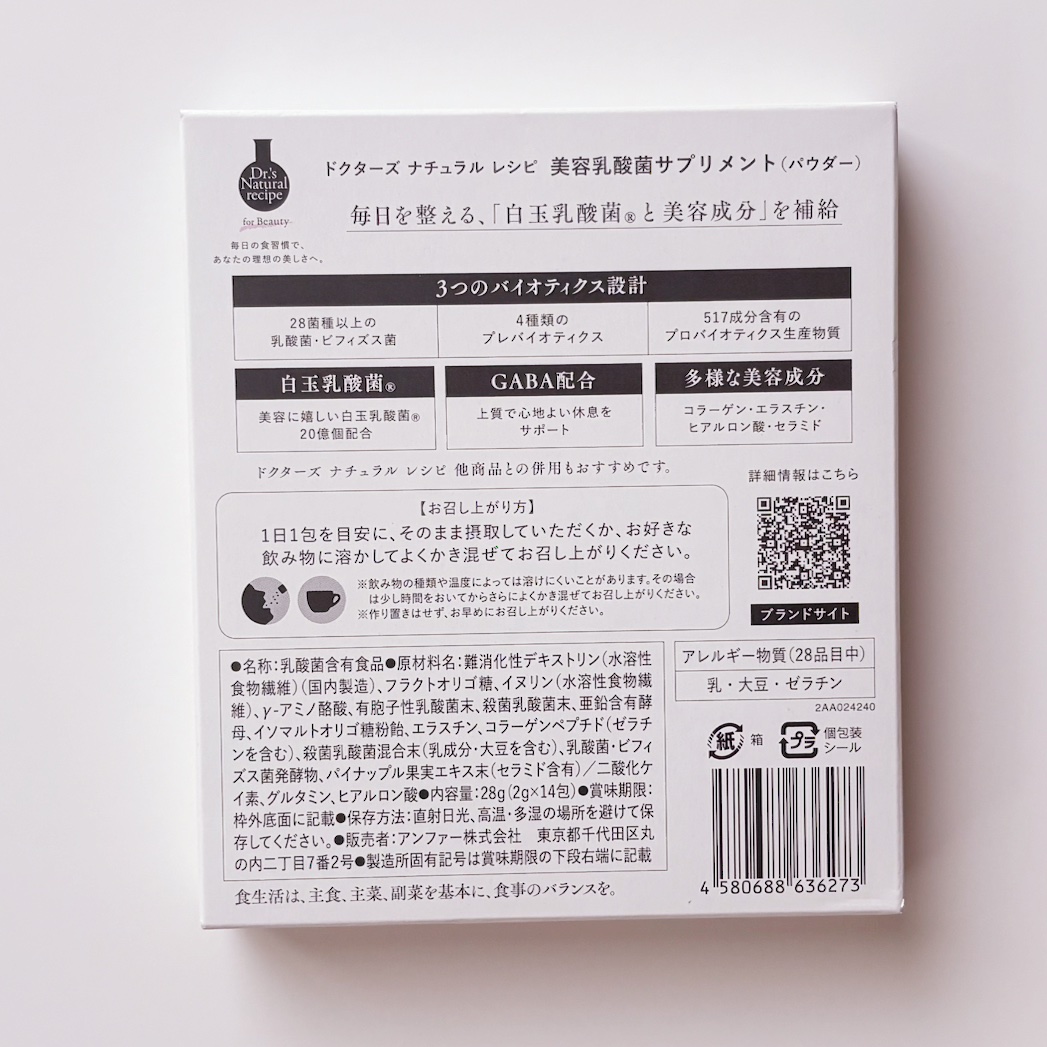 Dr.'s
Natural
recipe
for Beauty
毎日の食習慣で、
あなたの理想の美しさへ。
ドクターズ ナチュラル レシピ 美容乳酸菌サプリメント（パウダー）
毎日を整える、「白玉乳酸菌®と美容成分」を補給
3つのバイオティクス設計
28菌種以上の
乳酸菌・ビフィズス菌
4種類の
プレバイオティクス
517成分含有の
プロバイオティクス生産物質
白玉乳酸菌®
美容に嬉しい白玉乳酸菌®
20億個配合
GABA配合
上質で心地よい休息を
サポート
多様な美容成分
コラーゲン・エラスチン・
ヒアルロン酸・セラミド
ドクターズ ナチュラル レシピ 他商品との併用もおすすめです。
【お召し上がり方】
1日1包を目安に、そのまま摂取していただくか、お好きな
飲み物に溶かしてよくかき混ぜてお召し上がりください。
※飲み物の種類や温度によっては溶けにくいことがあります。その場合
は少し時間をおいてからさらによくかき混ぜてお召し上がりください。
※作り置きはせず、お早めにお召し上がりください。
詳細情報はこちら
ブランドサイト
●名称：乳酸菌含有食品●原材料名：難消化性デキストリン（水溶性
食物繊維）（国内製造）、フラクトオリゴ糖、イヌリン（水溶性食物繊
維）、γ-アミノ酪酸、有胞子性乳酸菌末、殺菌乳酸菌末、亜鉛含有酵
母、イソマルトオリゴ糖粉飴、エラスチン、コラーゲンペプチド（ゼラチ
ンを含む）、殺菌乳酸菌混合末（乳成分・大豆を含む）、乳酸菌・ビフィ
ズス菌発酵物、パイナップル果実エキス末（セラミド含有）／二酸化ケ
イ素、グルタミン、ヒアルロン酸●内容量：28g（2g×14包）●賞味期限：
枠外底面に記載●保存方法：直射日光、高温・多湿の場所を避けて保
存してください。●販売者：アンファー株式会社　東京都千代田区丸
の内二丁目7番2号●製造所固有記号は賞味期限の下段右端に記載
食生活は、主食、主菜、副菜を基本に、食事のバランスを。
アレルギー物質（28品目中）
乳・大豆・ゼラチン
2AA024240
紙
箱
プラ
個包装
シール
4 580688 636273